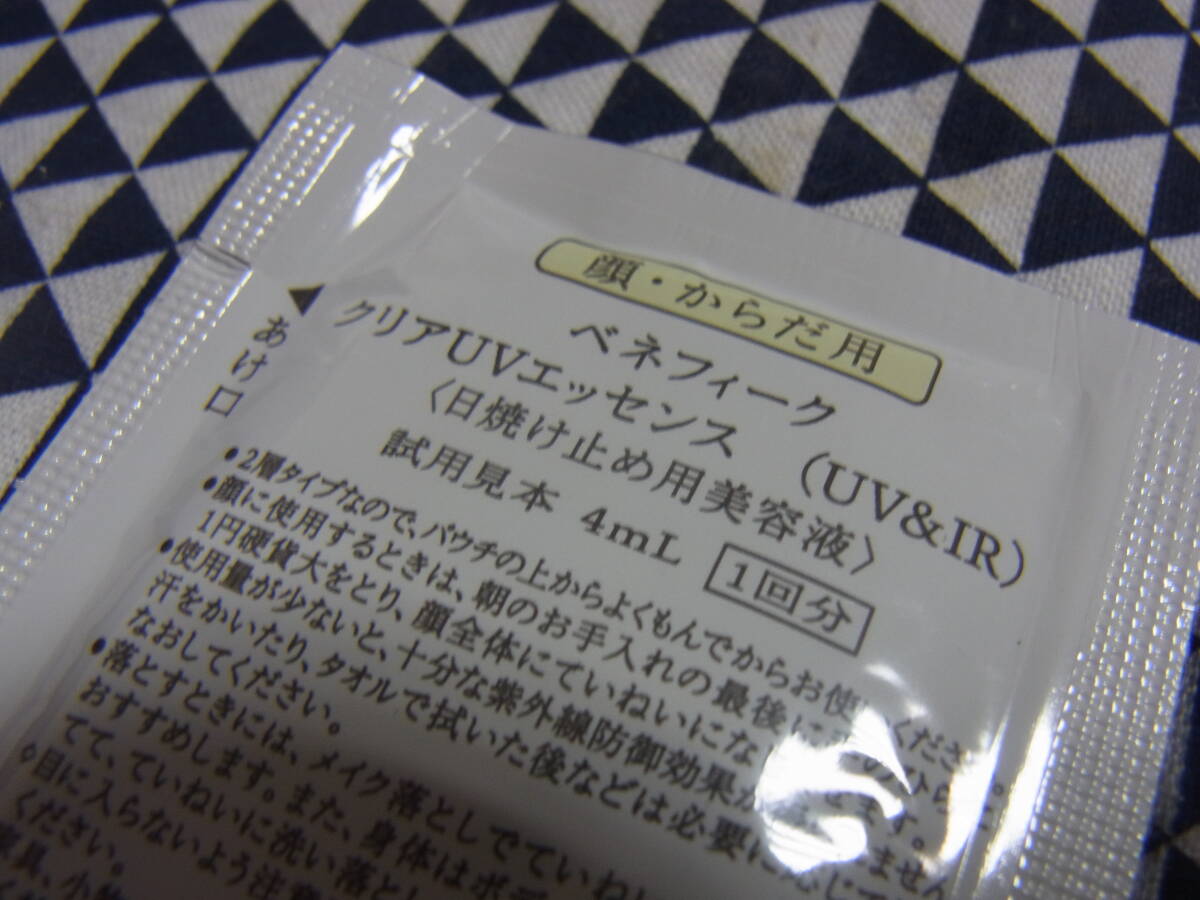 顔・からだ用
ベネフィーク
クリアUVエッセンス (UV&IR)
〈日焼け止め用美容液〉
試用見本 4mL 1回分
◀あけ口
●2層タイプなので、パウチの上からよくもんでからお使いください。
●顔に使用するときは、朝のお手入れの最後に
1円硬貨大をとり、顔全体にていねいにな
●使用量が少ないと、十分な紫外線防御効果が
汗をかいたり、タオルで拭いた後などは必要に応じて
なおしてください。
●落とすときには、メイク落としでていね
おすすめします。また、身体はボデ
てて、ていねいに洗い落とし
◊目に入らないよう注意
ください。